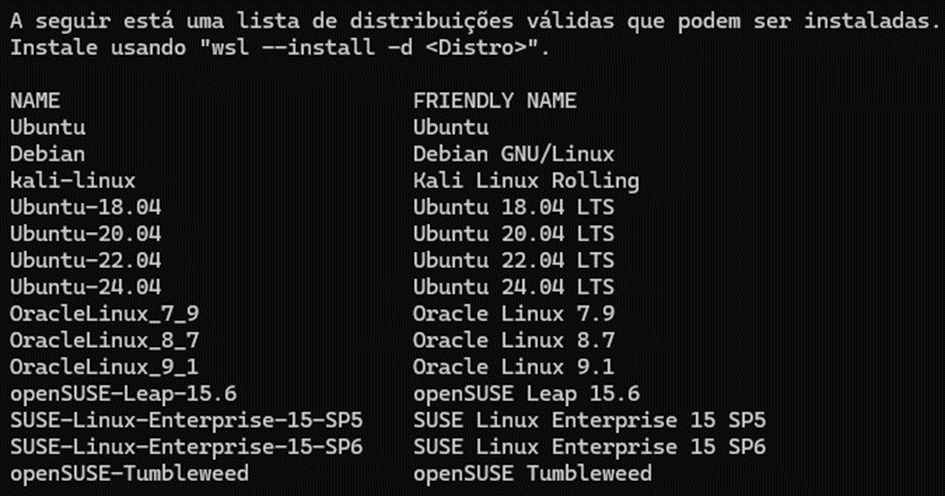 A seguir está uma lista de distribuições válidas que podem ser instaladas.
Instale usando "wsl --install -d <Distro>".

NAME                            FRIENDLY NAME
Ubuntu                          Ubuntu
Debian                          Debian GNU/Linux
kali-linux                      Kali Linux Rolling
Ubuntu-18.04                    Ubuntu 18.04 LTS
Ubuntu-20.04                    Ubuntu 20.04 LTS
Ubuntu-22.04                    Ubuntu 22.04 LTS
Ubuntu-24.04                    Ubuntu 24.04 LTS
OracleLinux_7_9                 Oracle Linux 7.9
OracleLinux_8_7                 Oracle Linux 8.7
OracleLinux_9_1                 Oracle Linux 9.1
openSUSE-Leap-15.6              openSUSE Leap 15.6
SUSE-Linux-Enterprise-15-SP5    SUSE Linux Enterprise 15 SP5
SUSE-Linux-Enterprise-15-SP6    SUSE Linux Enterprise 15 SP6
openSUSE-Tumbleweed             openSUSE Tumbleweed